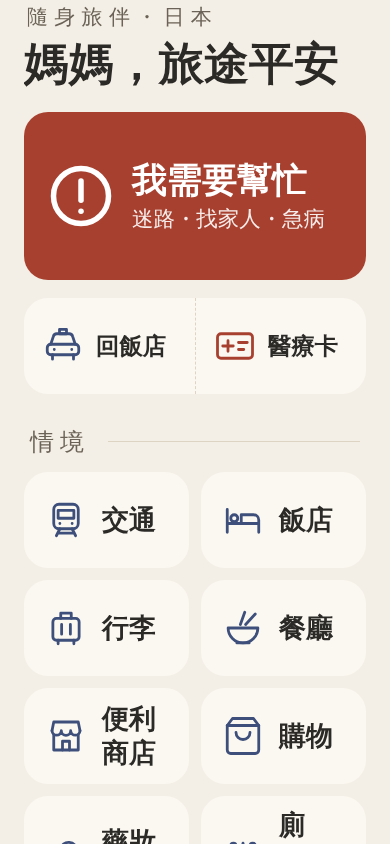 隨身旅伴·日本
媽媽，旅途平安
我需要幫忙
迷路·找家人·急病
回飯店
醫療卡
情境
交通
飯店
行李
餐廳
便利
商店
購物
藥妝
廁